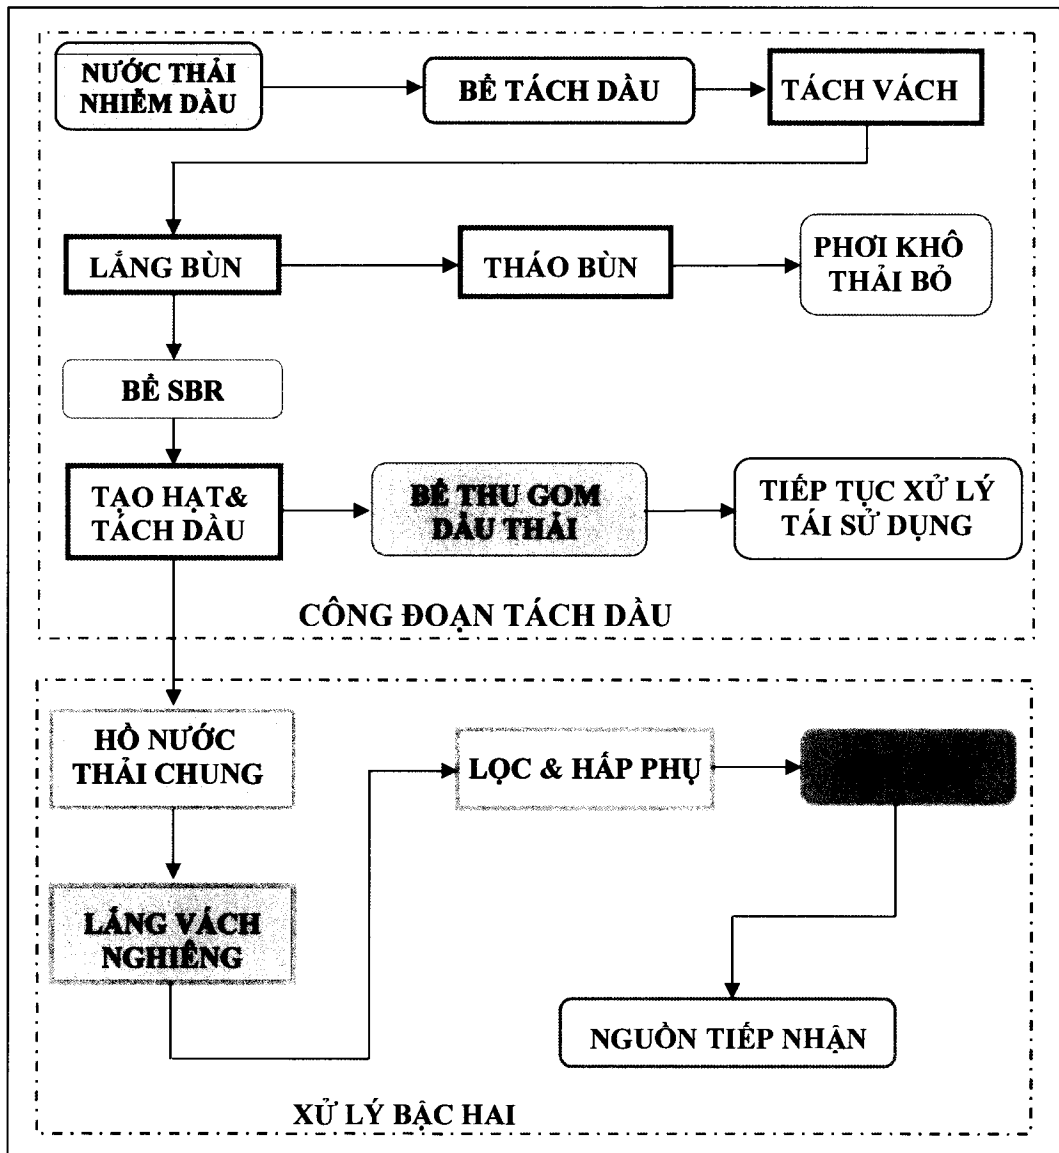 NƯỚC THẢI
NHIỄM DẦU
BỂ TÁCH DẦU
TÁCH VÁCH
LẮNG BÙN
THÁO BÙN
PHƠI KHÔ
THẢI BỎ
BỂ SBR
TẠO HẠT&
TÁCH DẦU
BỂ THU GOM
DẦU THẢI
TIẾP TỤC XỬ LÝ
TÁI SỬ DỤNG
CÔNG ĐOẠN TÁCH DẦU
HỒ NƯỚC
THẢI CHUNG
LỌC & HẤP PHỤ
LẮNG VÁCH
NGHIÊNG
NGUỒN TIẾP NHẬN
XỬ LÝ BẬC HAI